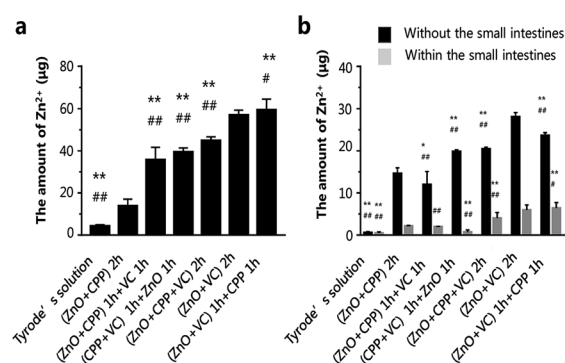 a
The amount of Zn²⁺ (μg)
80
60
40
20
0
**
##
**
##
**
##
**
##
**
#
Tyrode' s solution
(ZnO+CPP) 2h
(ZnO+CPP) 1h+VC 1h
(CPP+VC) 1h+ZnO 1h
(ZnO+CPP+VC) 2h
(ZnO+VC) 2h
(ZnO+VC) 1h+CPP 1h
b
Without the small intestines
Within the small intestines
The amount of Zn²⁺ (μg)
40
30
20
10
0
**
##
**
##
*
##
##
**
##
**
##
**
##
**
##
**
##
**
#
Tyrode' s solution
(ZnO+CPP) 2h
(ZnO+CPP) 1h+VC 1h
(CPP+VC) 1h+ZnO 1h
(ZnO+CPP+VC) 2h
(ZnO+VC) 2h
(ZnO+VC) 1h+CPP 1h